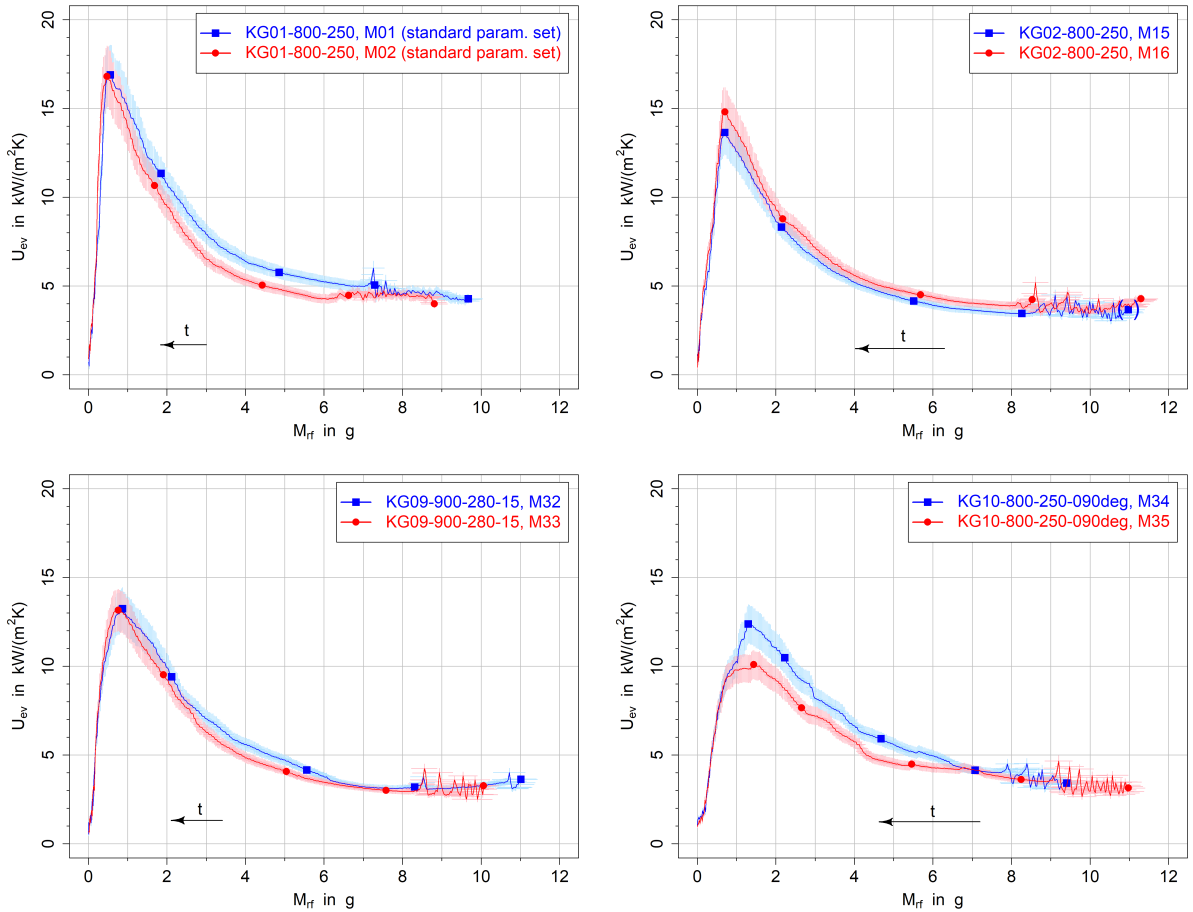 KG01-800-250, M01 (standard param. set)
KG01-800-250, M02 (standard param. set)
20
15
10
5
0
U_ev in kW/(m²K)
t
0 2 4 6 8 10 12
M_rf in g
KG02-800-250, M15
KG02-800-250, M16
20
15
10
5
0
U_ev in kW/(m²K)
( )
t
0 2 4 6 8 10 12
M_rf in g
KG09-900-280-15, M32
KG09-900-280-15, M33
20
15
10
5
0
U_ev in kW/(m²K)
t
0 2 4 6 8 10 12
M_rf in g
KG10-800-250-090deg, M34
KG10-800-250-090deg, M35
20
15
10
5
0
U_ev in kW/(m²K)
t
0 2 4 6 8 10 12
M_rf in g